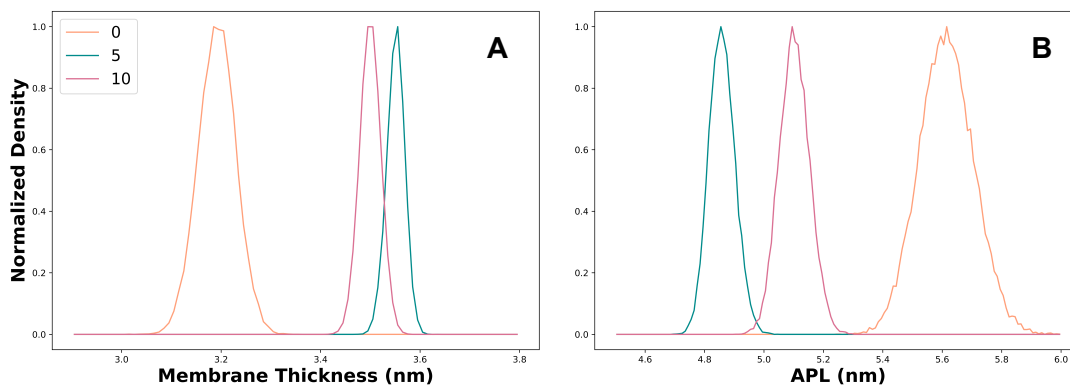 A
0
5
10
Normalized Density
1.0
0.8
0.6
0.4
0.2
0.0
3.0 3.2 3.4 3.6 3.8
Membrane Thickness (nm)
B
1.0
0.8
0.6
0.4
0.2
0.0
4.6 4.8 5.0 5.2 5.4 5.6 5.8 6.0
APL (nm)